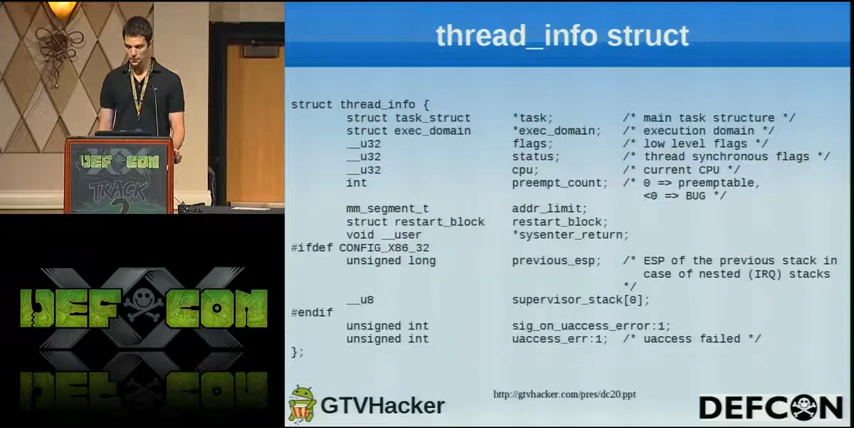 DEF CON
TRACK
2
XX
DEF CON
thread_info struct
struct thread_info {
struct task_struct *task; /* main task structure */
struct exec_domain *exec_domain; /* execution domain */
__u32 flags; /* low level flags */
__u32 status; /* thread synchronous flags */
__u32 cpu; /* current CPU */
int preempt_count; /* 0 => preemptable,
<0 => BUG */
mm_segment_t addr_limit;
struct restart_block restart_block;
void __user *sysenter_return;
#ifdef CONFIG_X86_32
unsigned long previous_esp; /* ESP of the previous stack in
case of nested (IRQ) stacks
*/
__u8 supervisor_stack[0];
#endif
unsigned int sig_on_uaccess_error:1;
unsigned int uaccess_err:1; /* uaccess failed */
};
GTVHacker
http://gtvhacker.com/pres/dc20.ppt
DEFCON